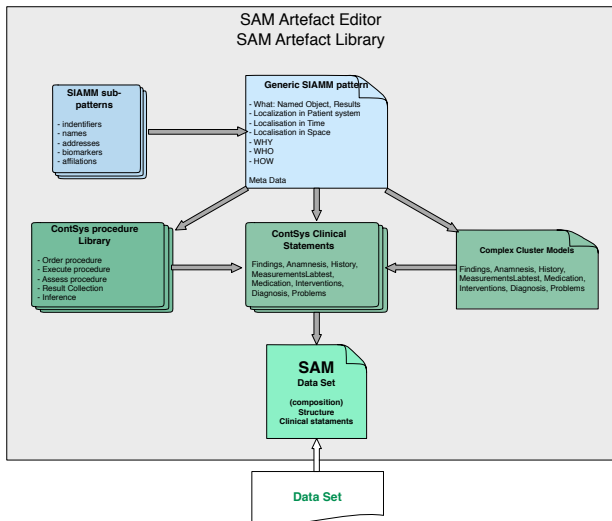 SAM Artefact Editor
SAM Artefact Library
SIAMM sub-
patterns
- indentifiers
- names
- addresses
- biomarkers
- affilations
Generic SIAMM pattern
- What: Named Object, Results
- Localization in Patient system
- Localisation in Time
- Localisation in Space
- WHY
- WHO
- HOW
Meta Data
ContSys procedure
Library
- Order procedure
- Execute procedure
- Assess procedure
- Result Collection
- Inference
ContSys Clinical
Statements
Findings, Anamnesis, History,
MeasurementsLabtest,
Medication, Interventions,
Diagnosis, Problems
Complex Cluster Models
Findings, Anamnesis, History,
MeasurementsLabtest, Medication,
Interventions, Diagnosis, Problems
SAM
Data Set
(composition)
Structure
Clinical stataments
Data Set